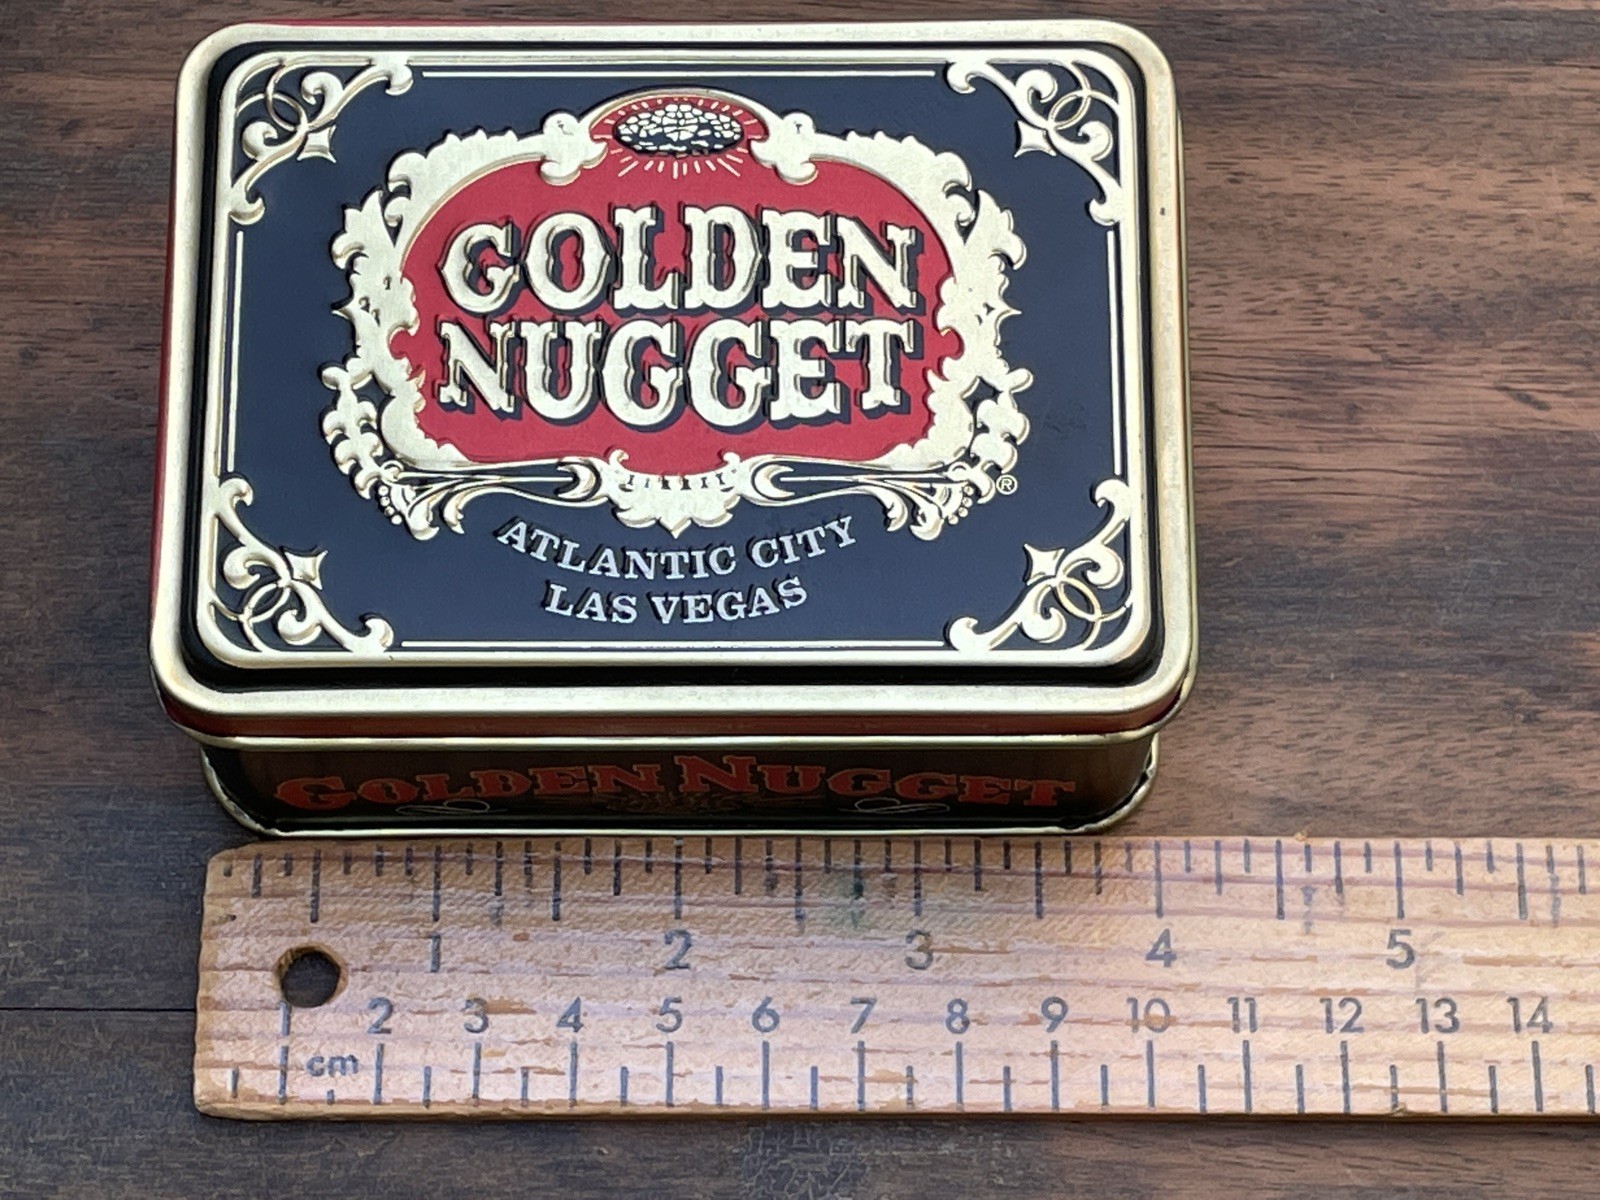 GOLDEN
NUGGET
®
ATLANTIC CITY
LAS VEGAS
GOLDEN NUGGET
1 2 3 4 5
1 2 3 4 5 6 7 8 9 10 11 12 13 14
cm